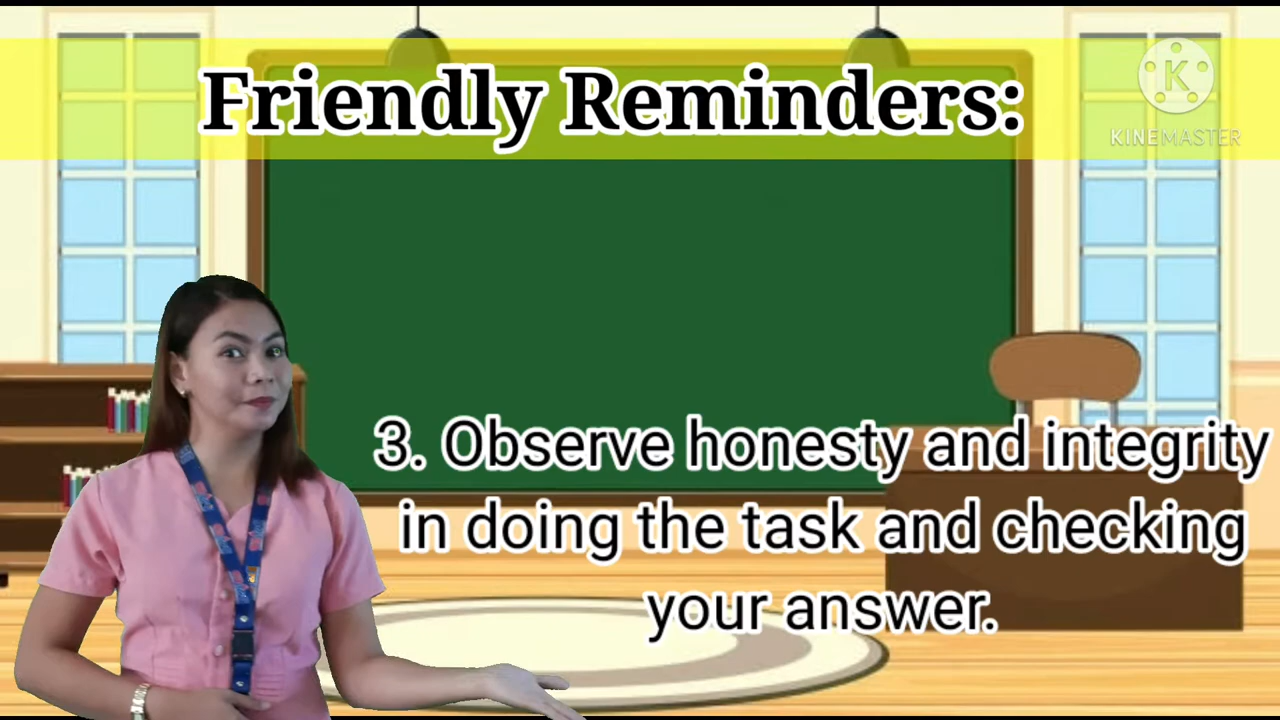 Friendly Reminders:
KINEMASTER
3. Observe honesty and integrity
in doing the task and checking
your answer.